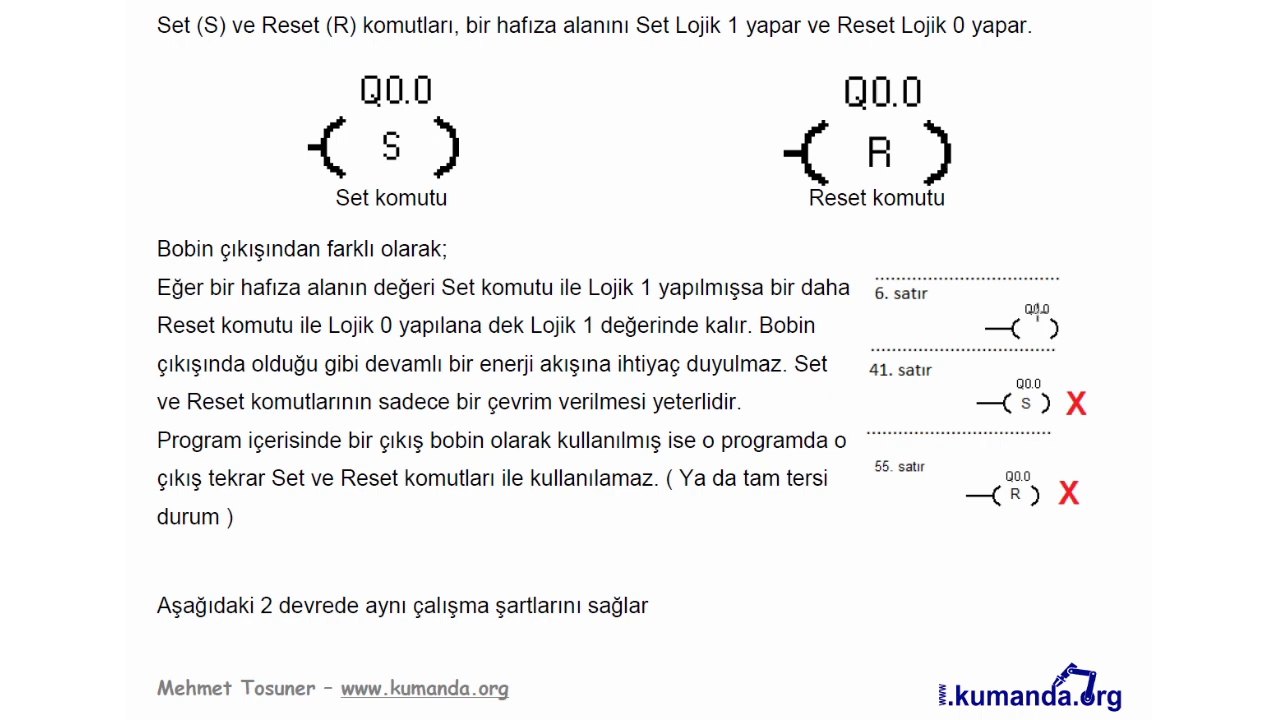 Set (S) ve Reset (R) komutları, bir hafıza alanını Set Lojik 1 yapar ve Reset Lojik 0 yapar.
Q0.0
S
Set komutu
Q0.0
R
Reset komutu
Bobin çıkışından farklı olarak;
Eğer bir hafıza alanın değeri Set komutu ile Lojik 1 yapılmışsa bir daha
Reset komutu ile Lojik 0 yapılana dek Lojik 1 değerinde kalır. Bobin
çıkışında olduğu gibi devamlı bir enerji akışına ihtiyaç duyulmaz. Set
ve Reset komutlarının sadece bir çevrim verilmesi yeterlidir.
Program içerisinde bir çıkış bobin olarak kullanılmış ise o programda o
çıkış tekrar Set ve Reset komutları ile kullanılamaz. ( Ya da tam tersi
durum )
6. satır
Q0.0
41. satır
Q0.0
S
X
55. satır
Q0.0
R
X
Aşağıdaki 2 devrede aynı çalışma şartlarını sağlar
Mehmet Tosuner – www.kumanda.org
www.kumanda.org